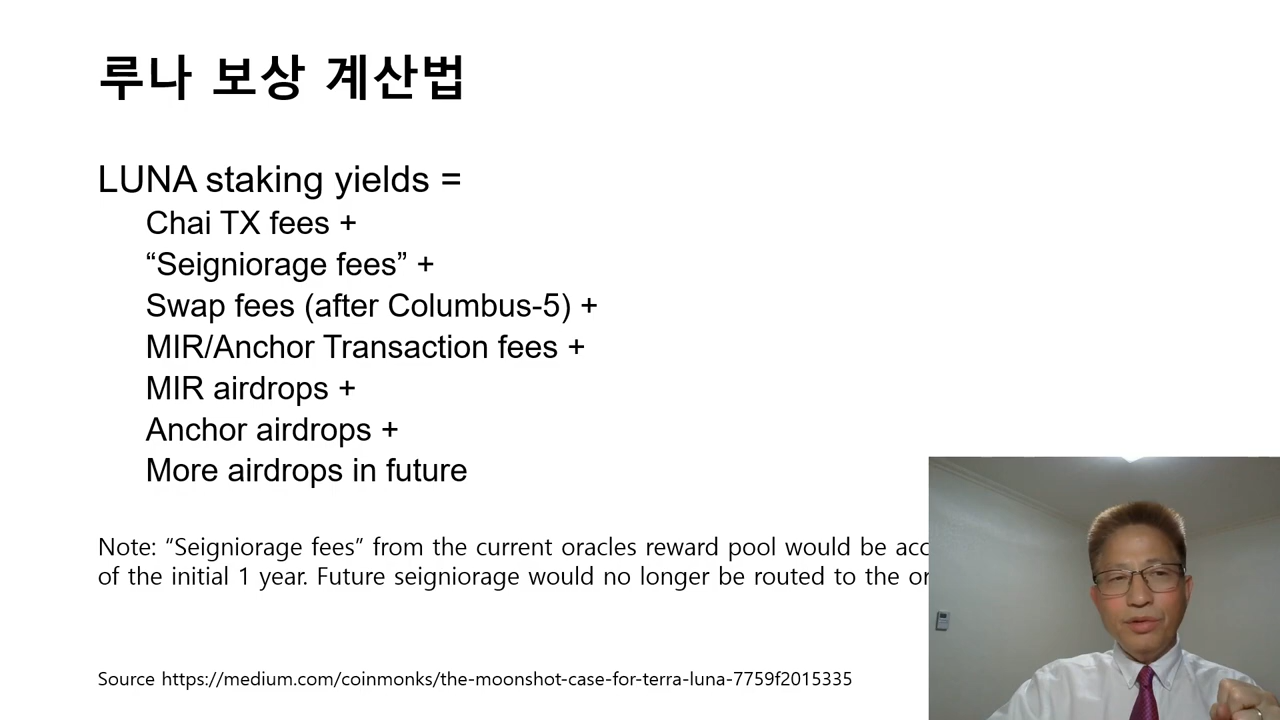 루나 보상 계산법
LUNA staking yields =
Chai TX fees +
“Seigniorage fees” +
Swap fees (after Columbus-5) +
MIR/Anchor Transaction fees +
MIR airdrops +
Anchor airdrops +
More airdrops in future
Note: “Seigniorage fees” from the current oracles reward pool would be
of the initial 1 year. Future seigniorage would no longer be routed to the
Source https://medium.com/coinmonks/the-moonshot-case-for-terra-luna-7759f2015335